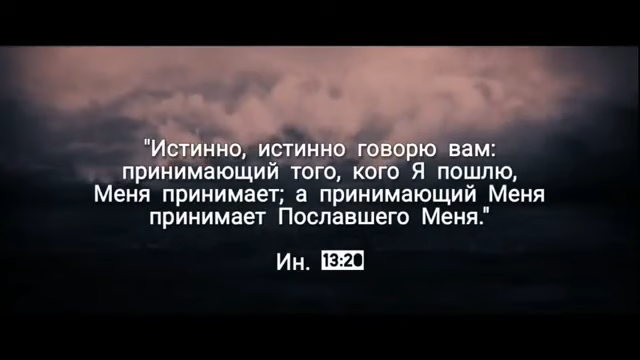 "Истинно, истинно говорю вам:
принимающий того, кого Я пошлю,
Меня принимает; а принимающий Меня
принимает Пославшего Меня."
Ин. 13:20